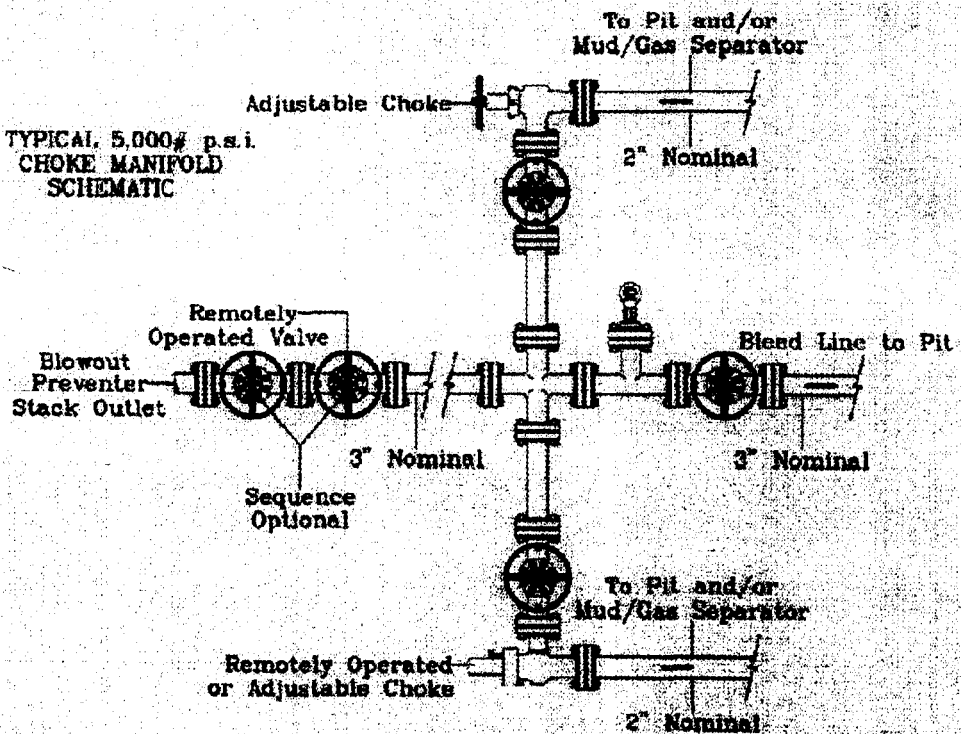 To Pit and/or
Mud/Gas Separator
Adjustable Choke
TYPICAL 5,000# p.s.i.
CHOKE MANIFOLD
SCHEMATIC
2" Nominal
Remotely
Operated Valve
Blowout
Preventer
Stack Outlet
Bleed Line to Pit
3" Nominal
3" Nominal
Sequence
Optional
To Pit and/or
Mud/Gas Separator
Remotely Operated
or Adjustable Choke
2" Nominal